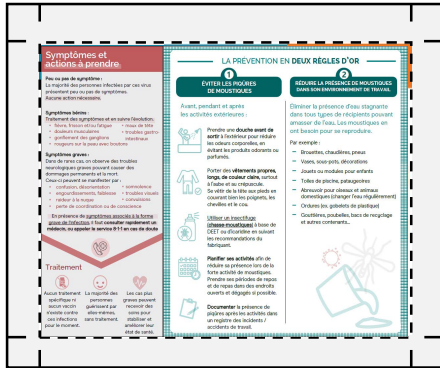 Symptômes et
actions à prendre
Peu ou pas de symptôme :
La majorité des personnes infectées par ces virus
présentent peu ou pas de symptômes.
Aucune action nécessaire.
Symptômes bénins :
Traitement des symptômes et en suivre l'évolution.
• fièvre, frisson et/ou fatigue
• douleurs musculaires
• gonflement des ganglions
• rougeurs sur la peau avec boutons
• maux de tête
• troubles gastro-
intestinaux
Symptômes graves :
Dans de rares cas, on observe des troubles
neurologiques graves pouvant causer des
dommages permanents et la mort.
Ceux-ci peuvent se manifester par :
• confusion, désorientation
• engourdissements, faiblesse
• raideur à la nuque
• perte de coordination ou de conscience
• somnolence
• troubles visuels
• convulsions
En présence de symptômes associés à la forme
grave de l'infection, il faut consulter rapidement un
médecin, ou appeler le service 8-1-1 en cas de doute
Traitement
Aucun traitement
spécifique ni
aucun vaccin
n'existe contre
ces infections
pour le moment.
La majorité des
personnes
guérissent par
elles-mêmes,
sans traitement.
Les cas plus
graves peuvent
recevoir des
soins pour
stabiliser et
améliorer leur
état de santé.
LA PRÉVENTION EN DEUX RÈGLES D'OR
1
ÉVITER LES PIQÛRES
DE MOUSTIQUES
Avant, pendant et après
les activités extérieures :
Prendre une douche avant de
sortir à l'extérieur pour réduire
les odeurs corporelles, en
évitant les produits odorants ou
parfumés.
Porter des vêtements propres,
longs, de couleur claire, surtout
à l'aube et au crépuscule.
Se vêtir de la tête aux pieds en
couvrant bien les poignets, les
chevilles et le cou.
Utiliser un insectifuge
(chasse-moustiques) à base de
DEET ou d'icaridine en suivant
les recommandations du
fabriquant.
Planifier ses activités afin de
réduire sa présence lors de la
forte activité de moustiques.
Prendre ses périodes de repos
et de repas dans des endroits
ouverts et dégagés si possible.
Documenter la présence de
piqûres après les activités dans
un registre des incidents /
accidents de travail.
2
RÉDUIRE LA PRÉSENCE DE MOUSTIQUES
DANS SON ENVIRONNEMENT DE TRAVAIL
Éliminer la présence d'eau stagnante
dans tous types de récipients pouvant
amasser de l'eau. Les moustiques en
ont besoin pour se reproduire.
Par exemple :
– Brouettes, chaudières, pneus
– Vases, sous-pots, décorations
– Jouets ou modules pour enfants
– Toiles de piscine, pataugeoires
– Abreuvoir pour oiseaux et animaux
domestiques (changer l'eau régulièrement)
– Ordures (ex. gobelets de plastique)
– Gouttières, poubelles, bacs de recyclage
et autres contenants...